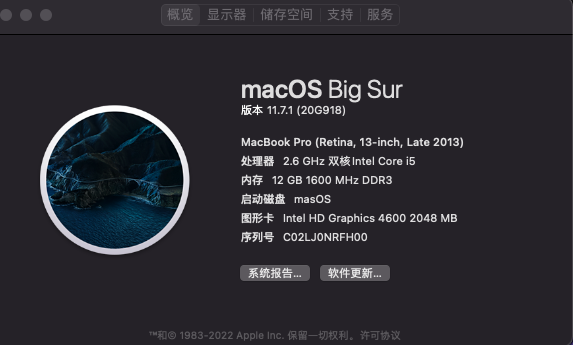 概览 显示器 储存空间 支持 服务
macOS Big Sur
版本 11.7.1 (20G918)
MacBook Pro (Retina, 13-inch, Late 2013)
处理器 2.6 GHz 双核Intel Core i5
内存 12 GB 1600 MHz DDR3
启动磁盘 masOS
图形卡 Intel HD Graphics 4600 2048 MB
序列号 C02LJ0NRFH00
系统报告... 软件更新...
™和© 1983-2022 Apple Inc. 保留一切权利。许可协议